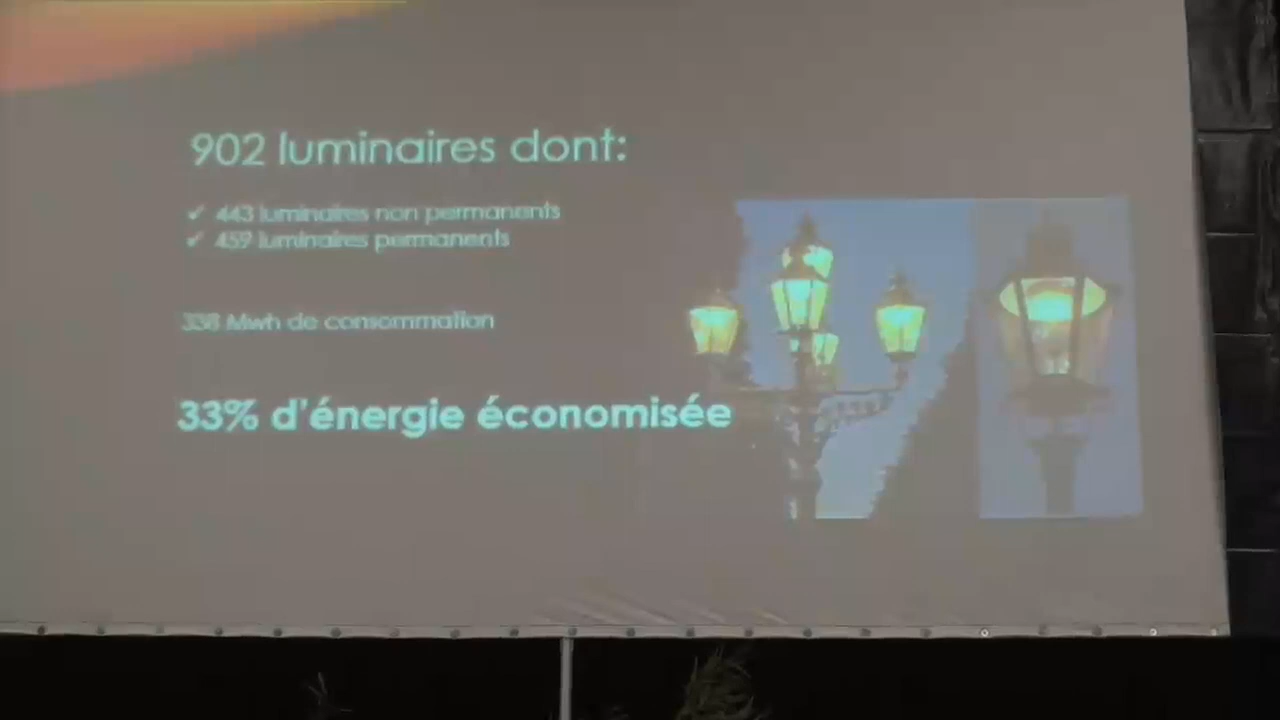 902 luminaires dont:
✓ 443 luminaires non permanents
✓ 459 luminaires permanents
338 Mwh de consommation
33% d'énergie économisée